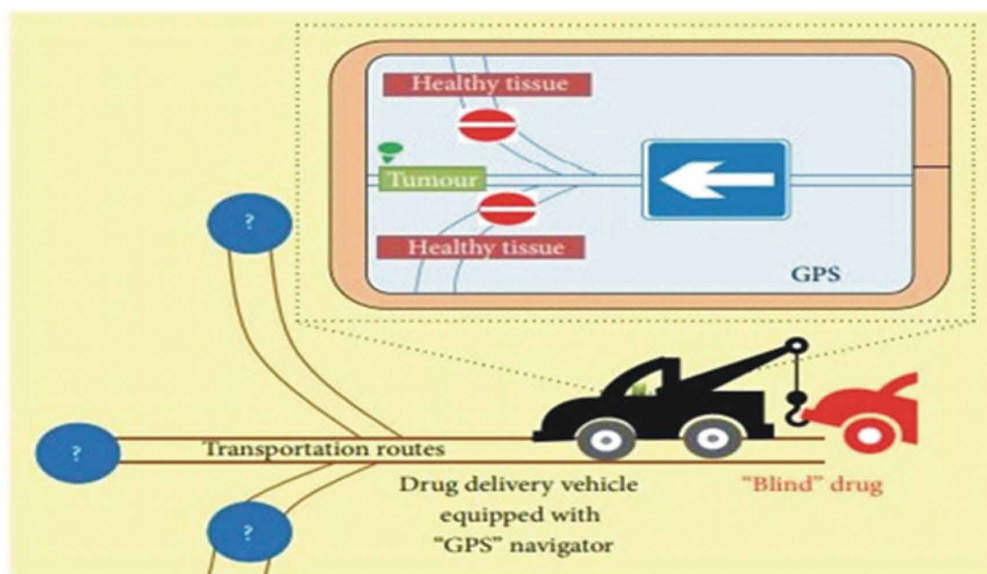 Healthy tissue
Tumour
Healthy tissue
GPS
?
?
Transportation routes
Drug delivery vehicle
equipped with
"GPS" navigator
"Blind" drug
?